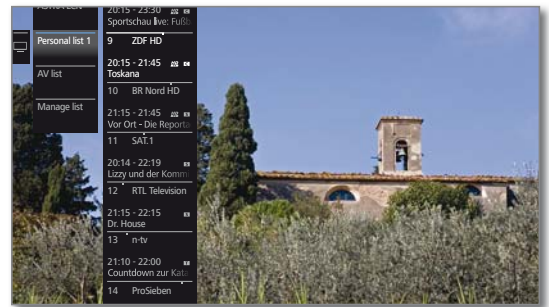 Personal list 1
AV list
Manage list
20:15 - 23:30
Sportschau live: Fußb
9 ZDF HD
20:15 - 21:45
Toskana
10 BR Nord HD
21:15 - 21:45
Vor Ort - Die Reporta
11 SAT.1
20:14 - 22:19
Lizzy und der Kommi
12 RTL Television
21:15 - 22:15
Dr. House
13 n-tv
21:10 - 22:00
Countdown zur Kata
14 ProSieben